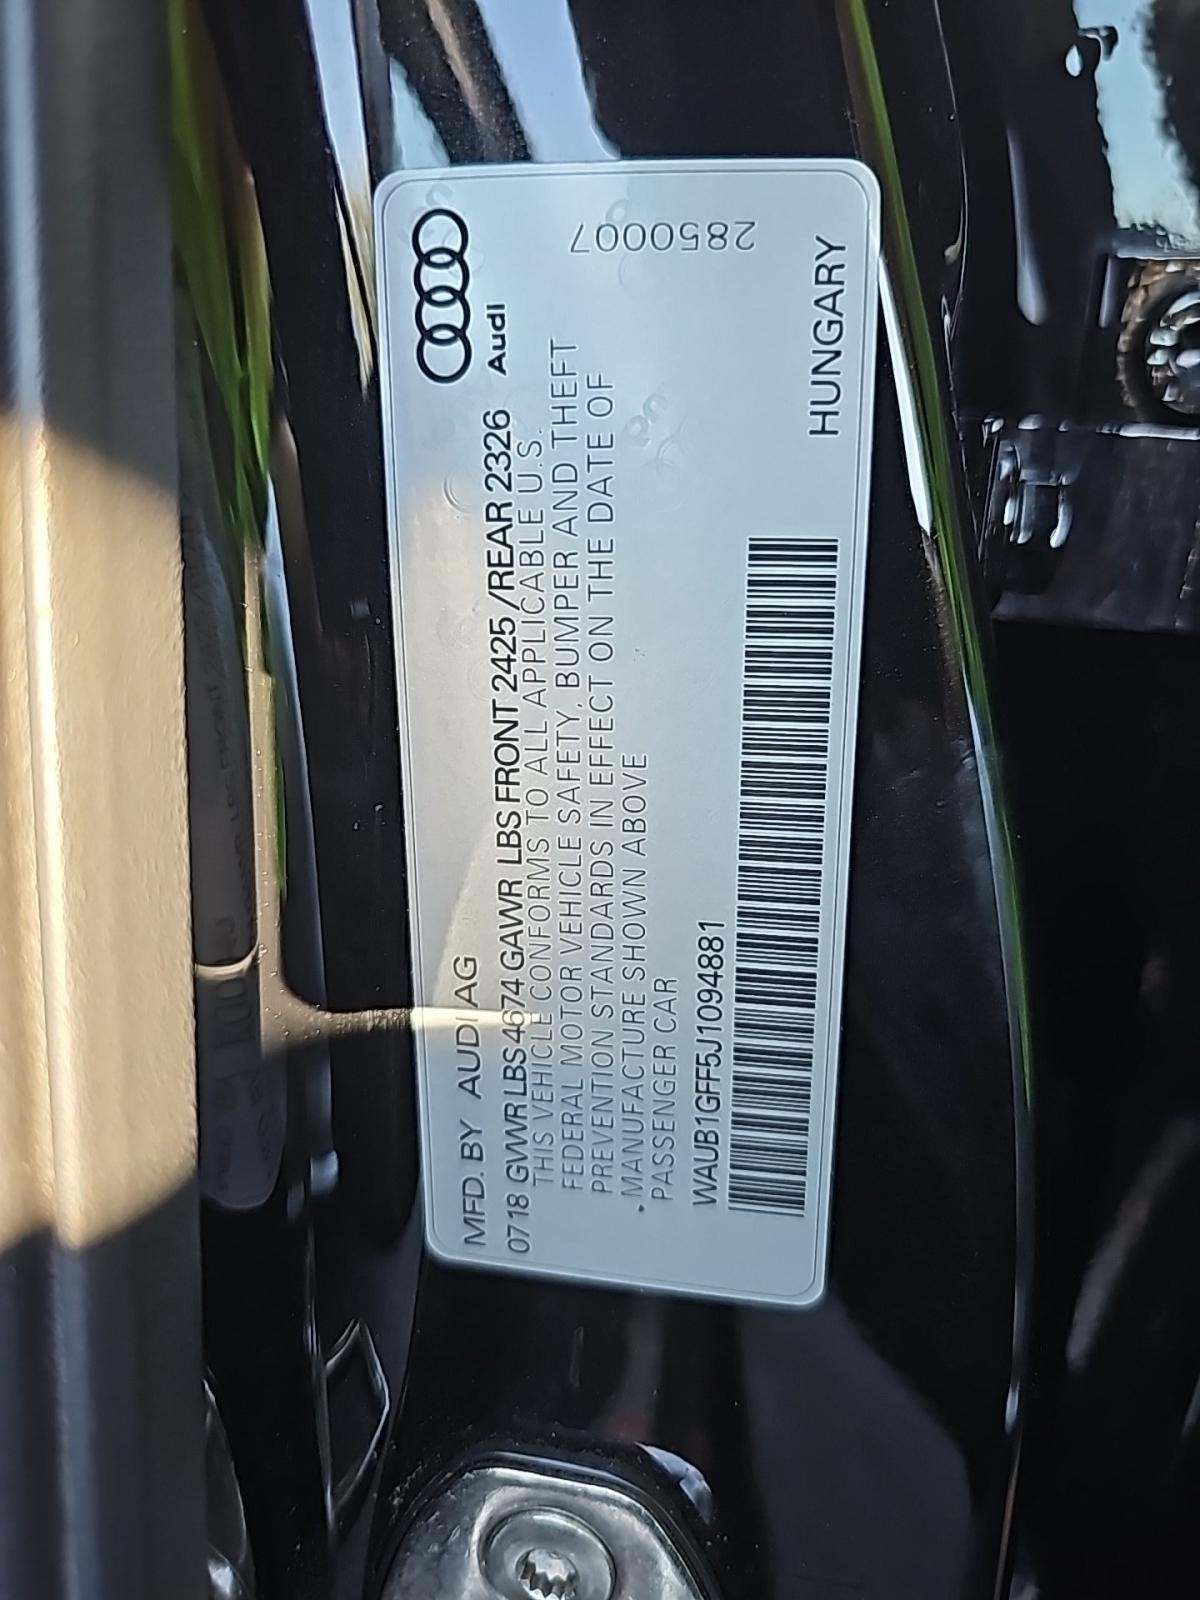 MFD. BY AUDI AG
Audi
0718 GVWR LBS 4674 GAWR LBS FRONT 2425 /REAR 2326
THIS VEHICLE CONFORMS TO ALL APPLICABLE U.S.
FEDERAL MOTOR VEHICLE SAFETY, BUMPER AND THEFT
PREVENTION STANDARDS IN EFFECT ON THE DATE OF
MANUFACTURE SHOWN ABOVE
PASSENGER CAR
2850007
WAUB1GFF5J1094881
HUNGARY